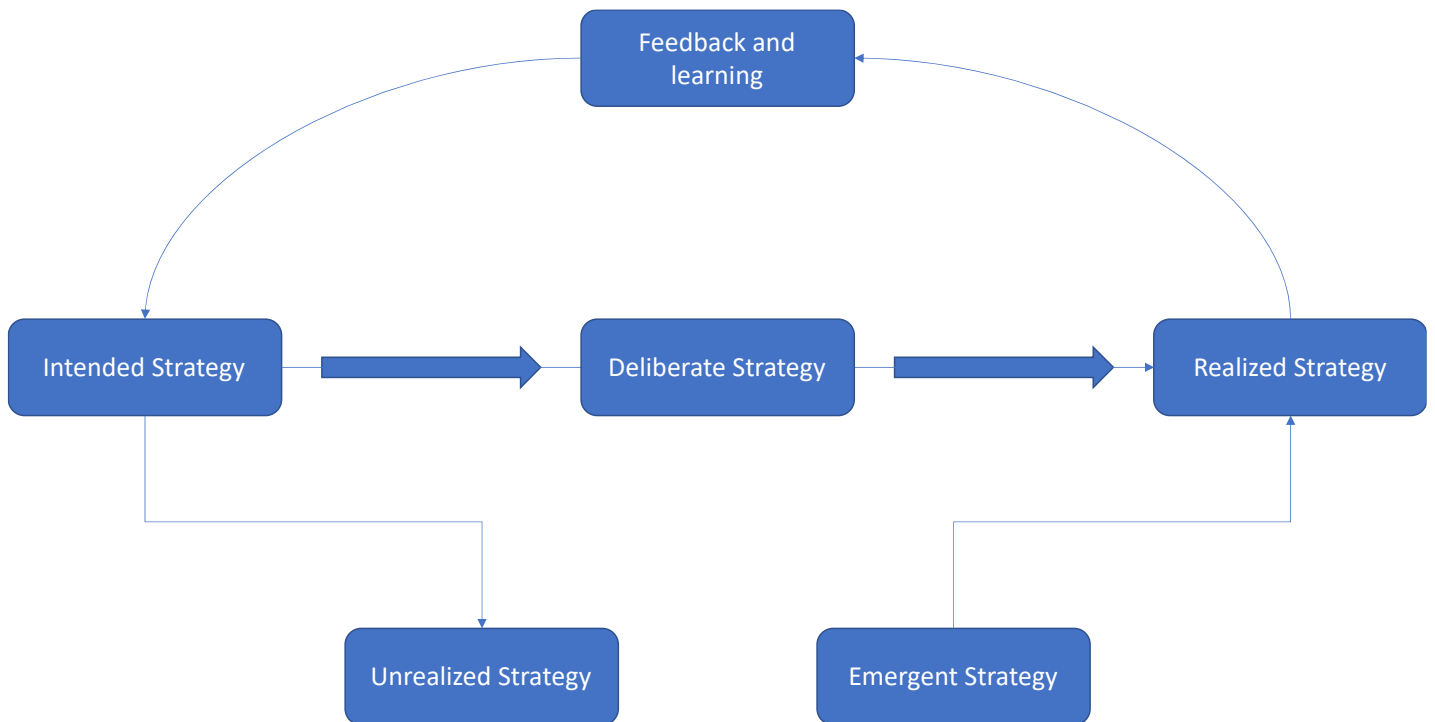 Feedback and
learning
Intended Strategy
Deliberate Strategy
Realized Strategy
Unrealized Strategy
Emergent Strategy